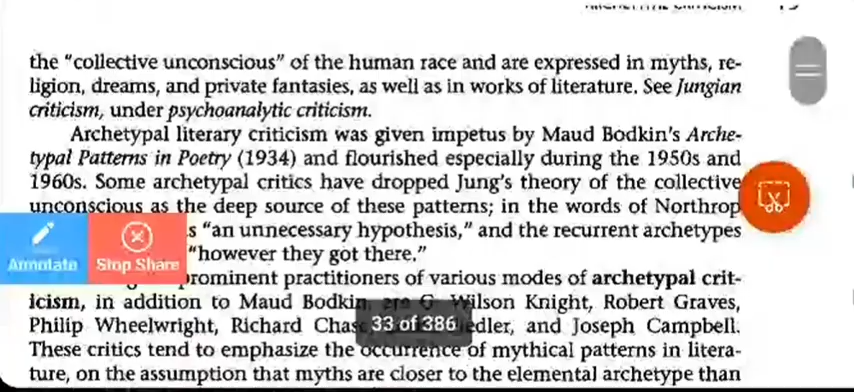 the “collective unconscious” of the human race and are expressed in myths, re-
ligion, dreams, and private fantasies, as well as in works of literature. See Jungian
criticism, under psychoanalytic criticism.
Archetypal literary criticism was given impetus by Maud Bodkin's Arche-
typal Patterns in Poetry (1934) and flourished especially during the 1950s and
1960s. Some archetypal critics have dropped Jung's theory of the collective
unconscious as the deep source of these patterns; in the words of Northrop
s “an unnecessary hypothesis,” and the recurrent archetypes
“however they got there.”
Annotate Stop Share
prominent practitioners of various modes of archetypal crit-
icism, in addition to Maud Bodkin, are G. Wilson Knight, Robert Graves,
Philip Wheelwright, Richard Chase, edler, and Joseph Campbell.
33 of 386
These critics tend to emphasize the occurrence of mythical patterns in litera-
ture, on the assumption that myths are closer to the elemental archetype than